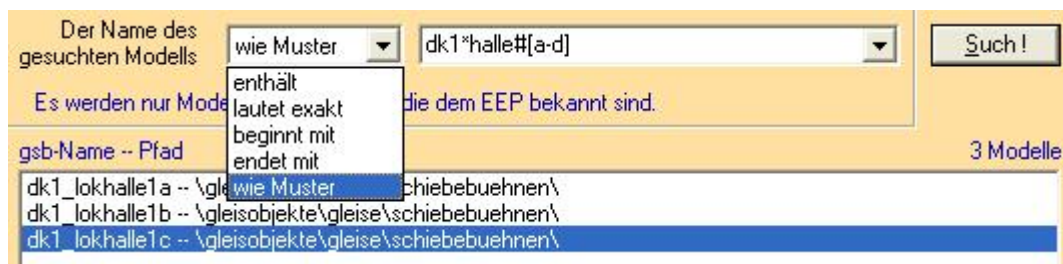 Der Name des
gesuchten Modells
wie Muster
dk1*halle#[a-d]
Such!
enthält
lautet exakt
beginnt mit
endet mit
wie Muster
Es werden nur Mode die dem EEP bekannt sind.
gsb-Name -- Pfad
3 Modelle
dk1_lokhalle1a -- \gle schiebebuehnen\
dk1_lokhalle1b -- \gleisobjekte\gleise\schiebebuehnen\
dk1_lokhalle1c -- \gleisobjekte\gleise\schiebebuehnen\